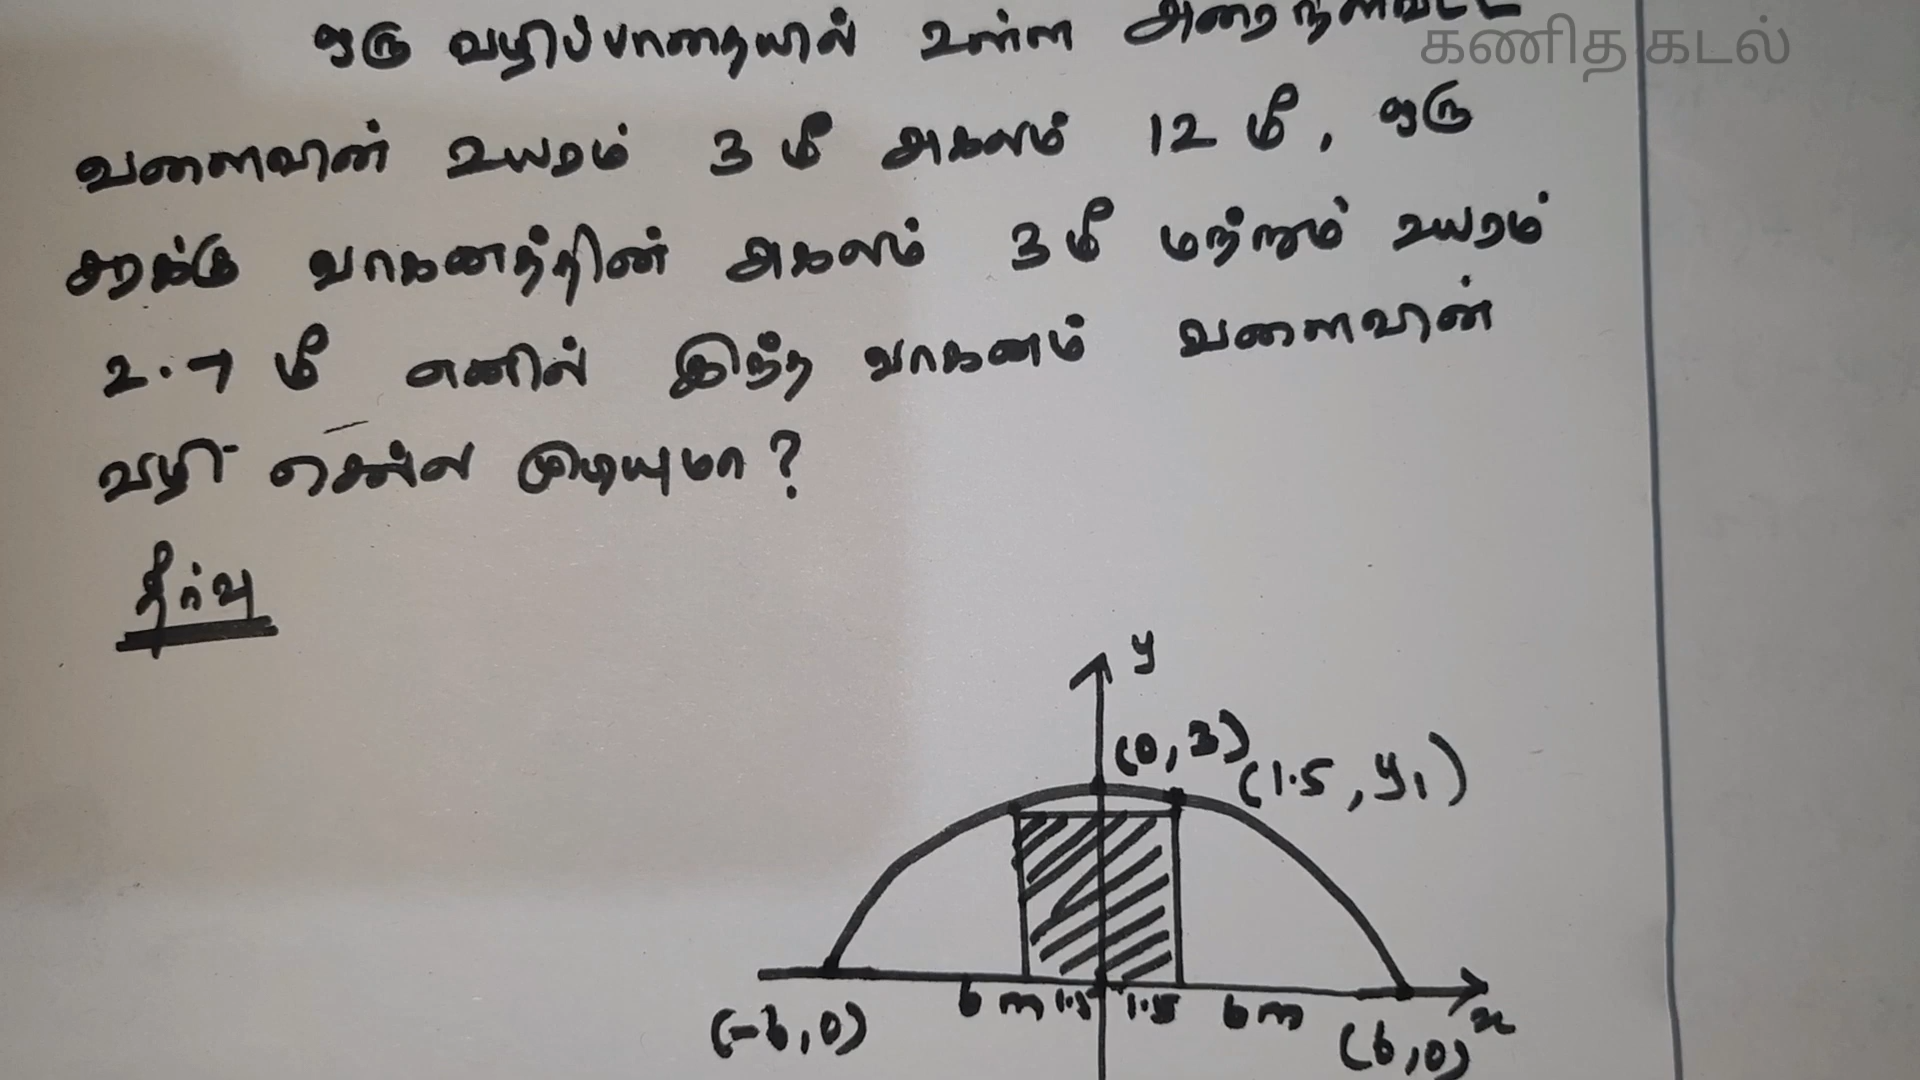 ஒரு வழிப்பாதையில் உள்ள அரை நீள்வட்ட
கணித கடல்
வளைவின் உயரம் 3 மீ அகலம் 12 மீ, ஒரு
சரக்கு வாகனத்தின் அகலம் 3 மீ மற்றும் உயரம்
2.7 மீ எனில் இந்த வாகனம் வளைவின்
வழி செல்ல முடியுமா?
தீர்வு
y
(0, 3)
(1.5, y₁)
6 m 1.5 1.5 6 m
x
(-6, 0)
(6, 0)